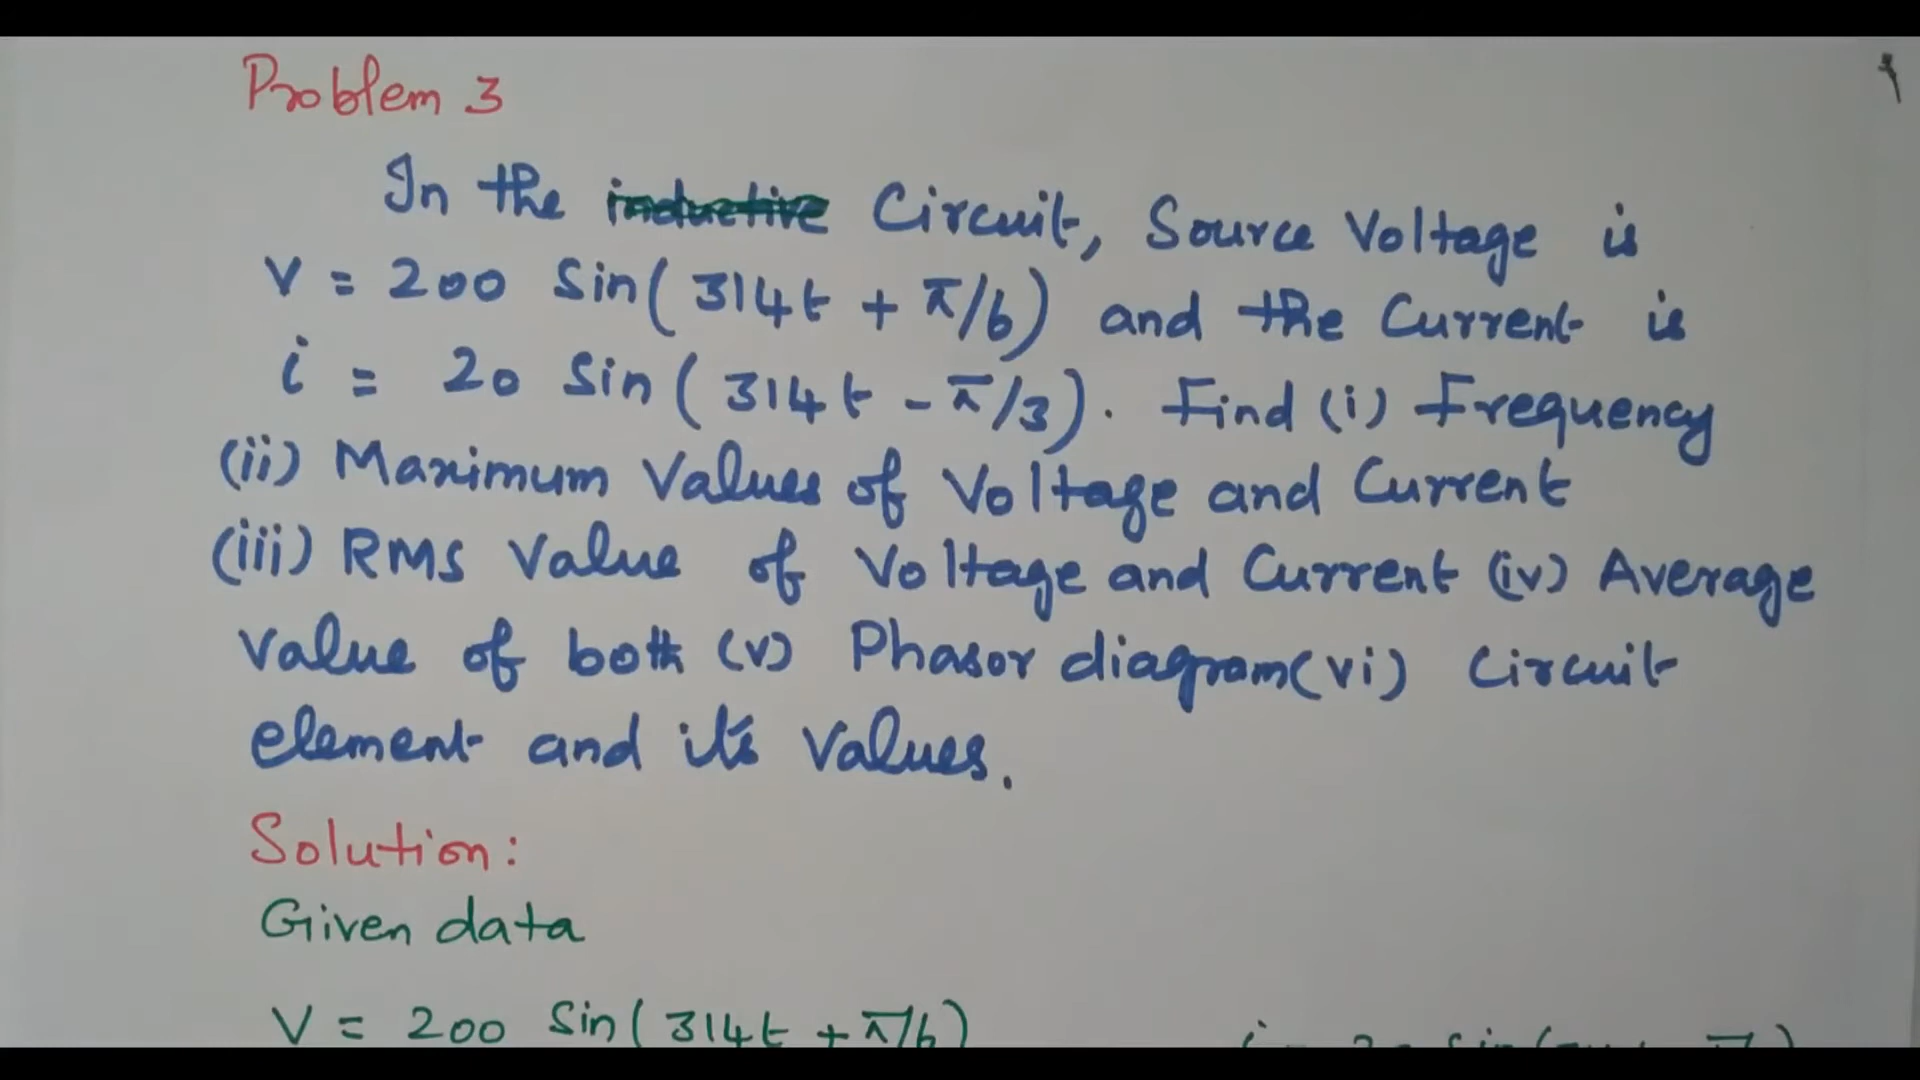 Problem 3
In the inductive Circuit, Source Voltage is
V = 200 Sin(314t + π/6) and the Current is
i = 20 Sin(314t - π/3). Find (i) Frequency
(ii) Maximum Values of Voltage and Current
(iii) RMS Value of Voltage and Current (iv) Average
Value of both (v) Phasor diagram (vi) Circuit
element and it's Values.
Solution:
Given data
V = 200 Sin(314t + π/6)